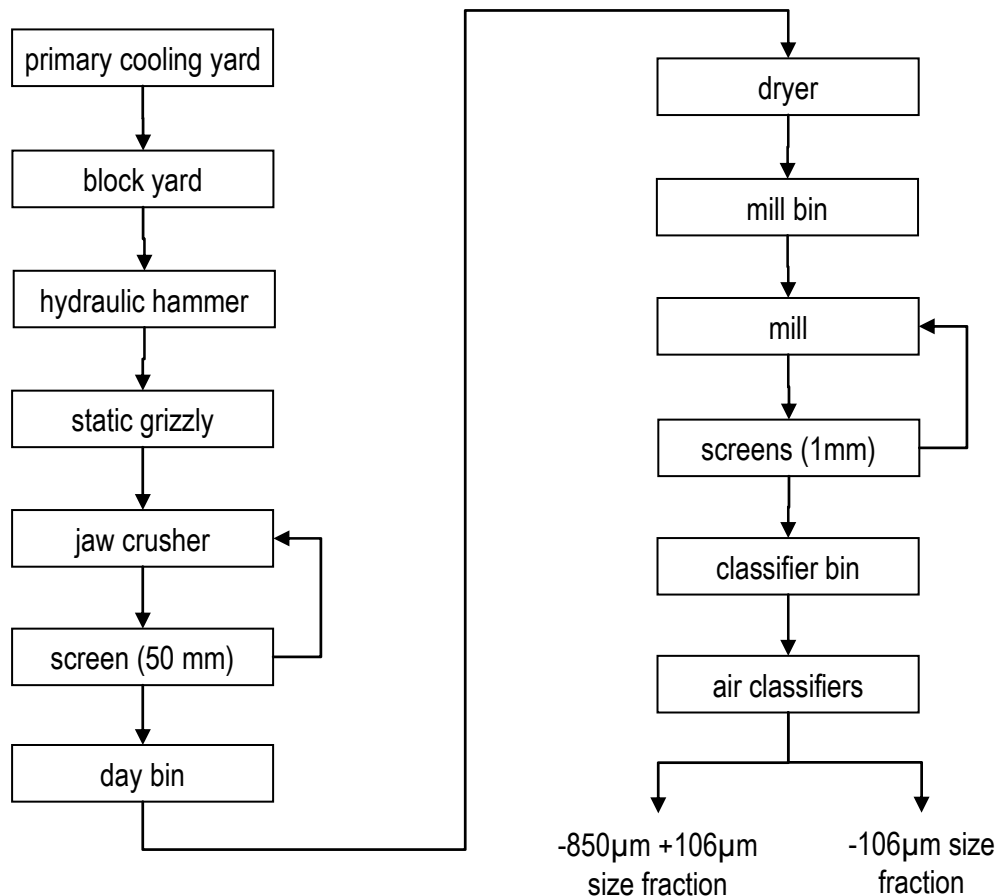 primary cooling yard
block yard
hydraulic hammer
static grizzly
jaw crusher
screen (50 mm)
day bin
dryer
mill bin
mill
screens (1mm)
classifier bin
air classifiers
-850µm +106µm
size fraction
-106µm size
fraction